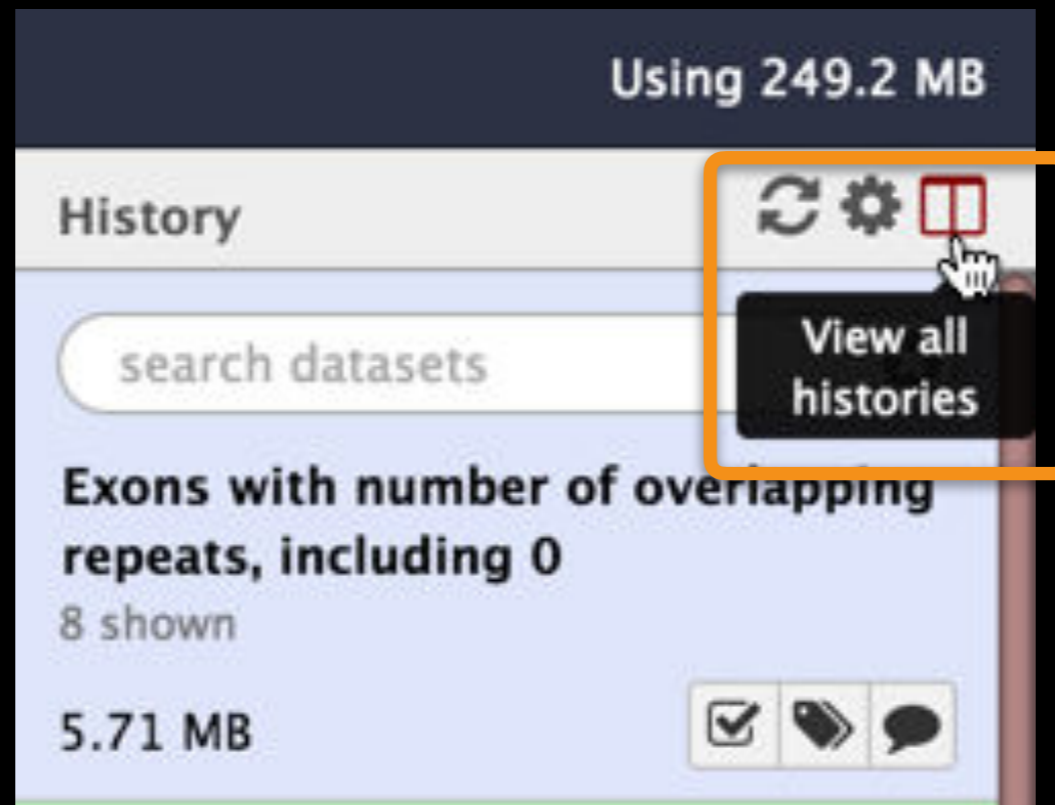 Using 249.2 MB
History
search datasets
View all
histories
Exons with number of overlapping
repeats, including 0
8 shown
5.71 MB